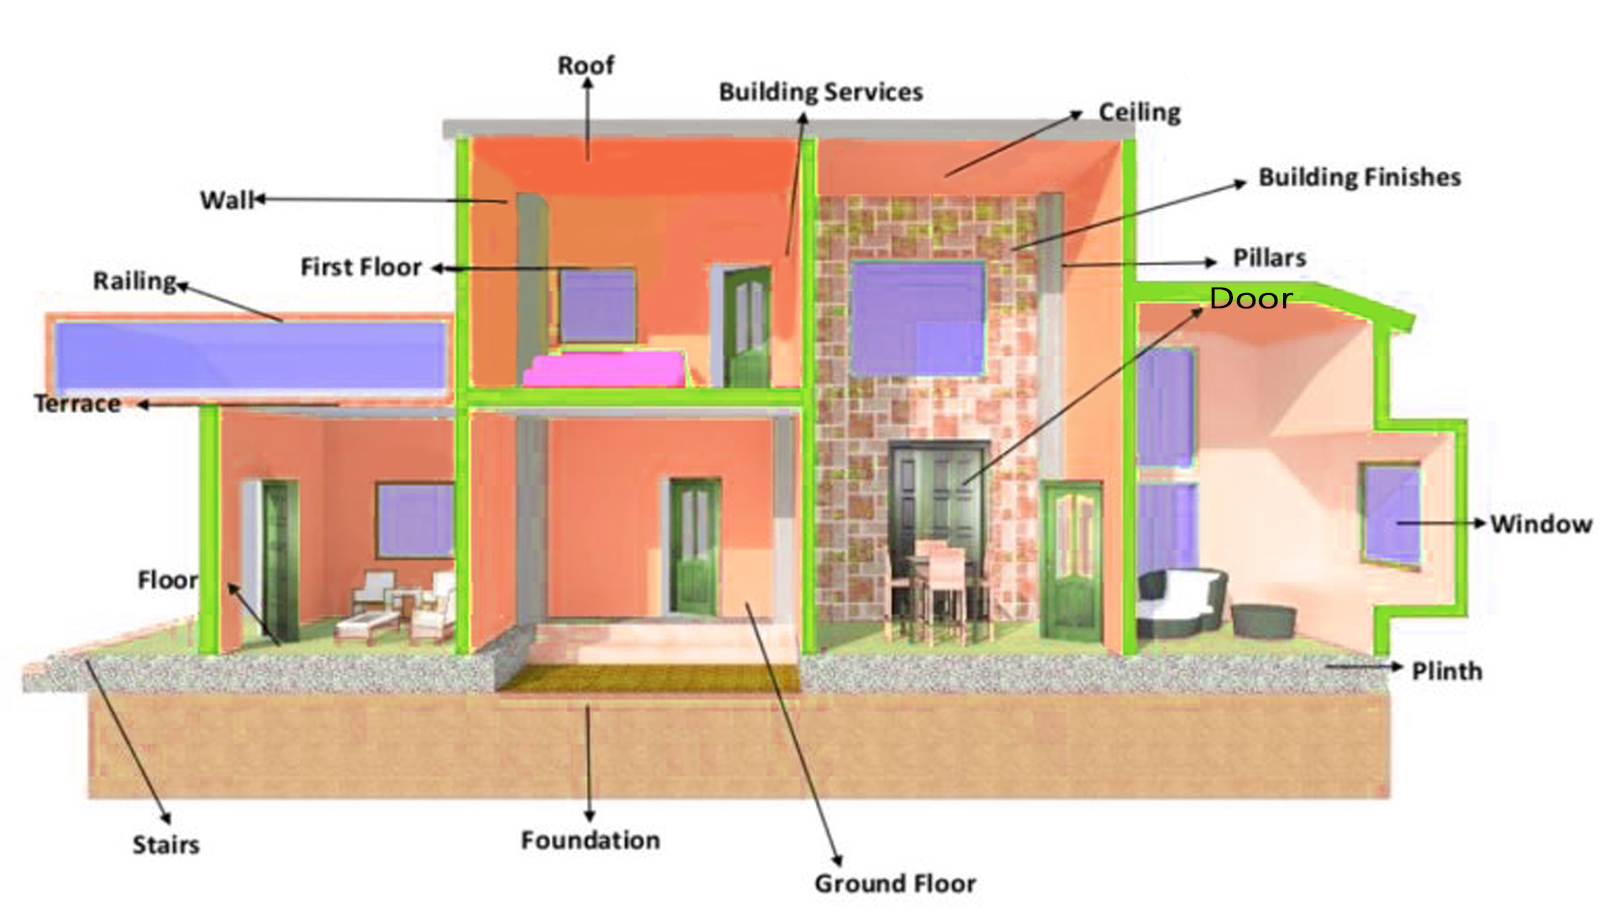 Roof
Building Services
Ceiling
Building Finishes
Wall
First Floor
Pillars
Railing
Door
Terrace
Window
Floor
Plinth
Stairs
Foundation
Ground Floor